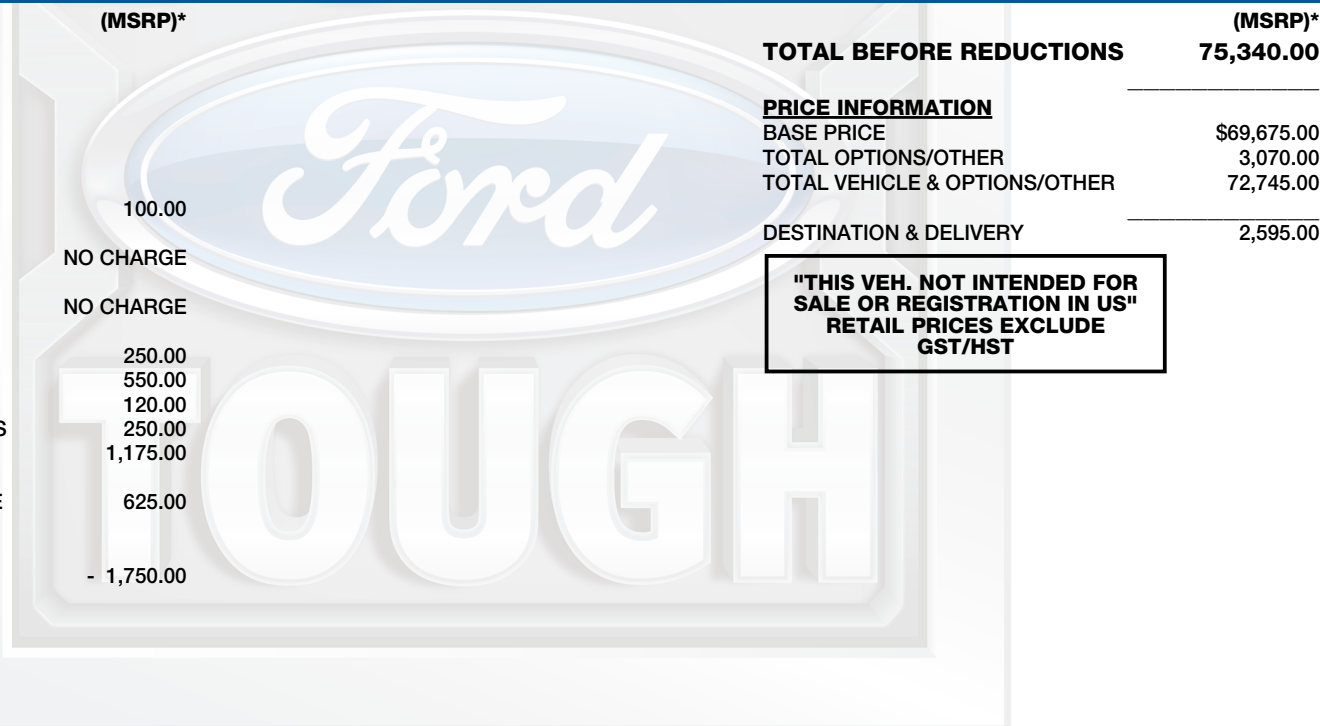 (MSRP)*
100.00
NO CHARGE
NO CHARGE
250.00
550.00
120.00
S 250.00
1,175.00
E 625.00
- 1,750.00
Ford
TOUGH
(MSRP)*
TOTAL BEFORE REDUCTIONS 75,340.00
PRICE INFORMATION
BASE PRICE $69,675.00
TOTAL OPTIONS/OTHER 3,070.00
TOTAL VEHICLE & OPTIONS/OTHER 72,745.00
DESTINATION & DELIVERY 2,595.00
"THIS VEH. NOT INTENDED FOR
SALE OR REGISTRATION IN US"
RETAIL PRICES EXCLUDE
GST/HST